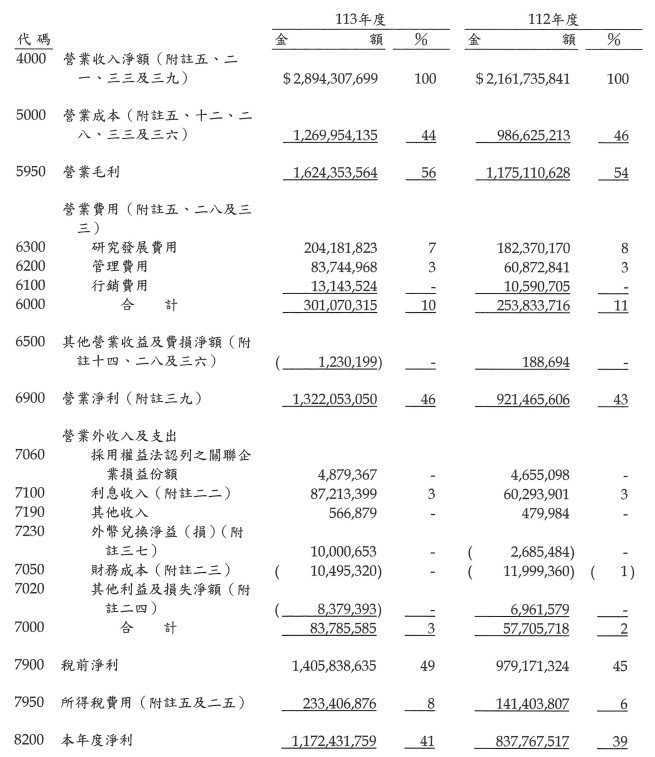 113年度 112年度
代碼 金額 % 金額 %
4000 營業收入淨額（附註五、二
一、三三及三九） $2,894,307,699 100 $2,161,735,841 100
5000 營業成本（附註五、十二、二
八、三三及三六） 1,269,954,135 44 986,625,213 46
5950 營業毛利 1,624,353,564 56 1,175,110,628 54
營業費用（附註五、二八及三
三）
6300 研究發展費用 204,181,823 7 182,370,170 8
6200 管理費用 83,744,968 3 60,872,841 3
6100 行銷費用 13,143,524 - 10,590,705 -
6000 合計 301,070,315 10 253,833,716 11
6500 其他營業收益及費損淨額（附
註十四、二八及三六） ( 1,230,199) - 188,694 -
6900 營業淨利（附註三九） 1,322,053,050 46 921,465,606 43
營業外收入及支出
7060 採用權益法認列之關聯企
業損益份額 4,879,367 - 4,655,098 -
7100 利息收入（附註二二） 87,213,399 3 60,293,901 3
7190 其他收入 566,879 - 479,984 -
7230 外幣兌換淨益（損）（附
註三七） 10,000,653 - ( 2,685,484) -
7050 財務成本（附註二三） ( 10,495,320) - ( 11,999,360) ( 1)
7020 其他利益及損失淨額（附
註二四） ( 8,379,393) - 6,961,579 -
7000 合計 83,785,585 3 57,705,718 2
7900 稅前淨利 1,405,838,635 49 979,171,324 45
7950 所得稅費用（附註五及二五） 233,406,876 8 141,403,807 6
8200 本年度淨利 1,172,431,759 41 837,767,517 39